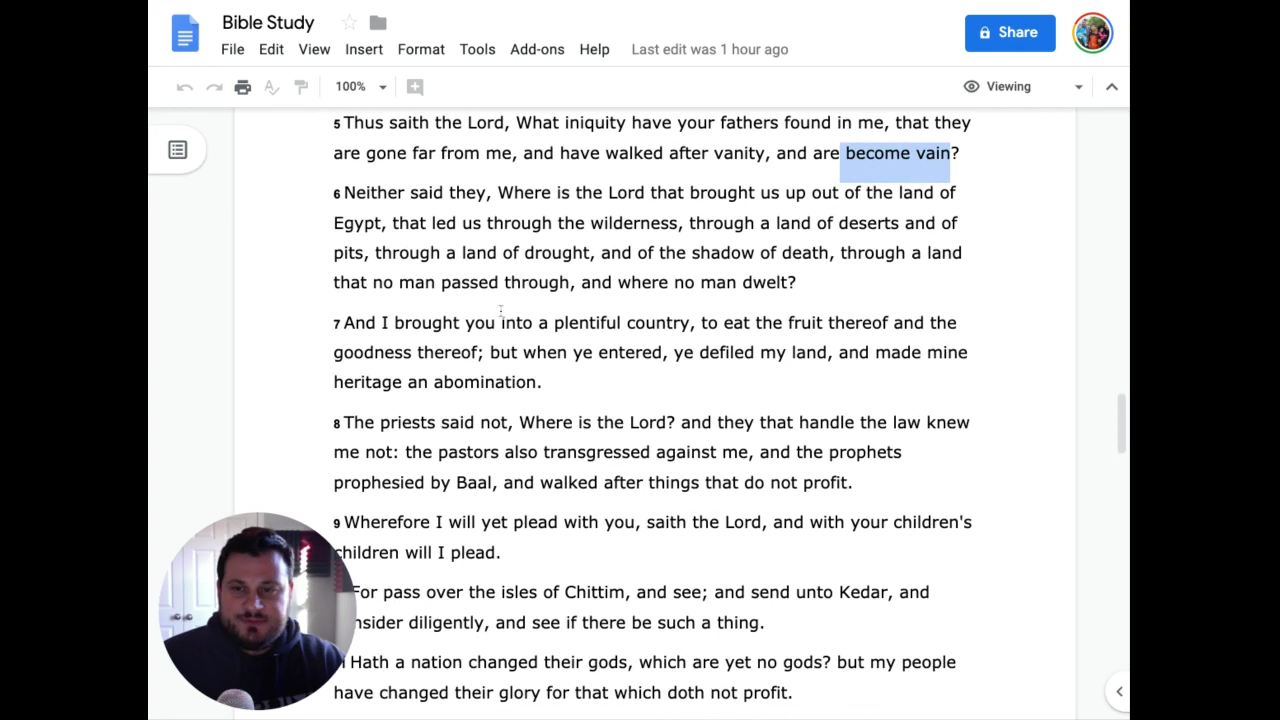 Bible Study
File Edit View Insert Format Tools Add-ons Help Last edit was 1 hour ago
Share
100%
Viewing
5 Thus saith the Lord, What iniquity have your fathers found in me, that they
are gone far from me, and have walked after vanity, and are become vain?
6 Neither said they, Where is the Lord that brought us up out of the land of
Egypt, that led us through the wilderness, through a land of deserts and of
pits, through a land of drought, and of the shadow of death, through a land
that no man passed through, and where no man dwelt?
7 And I brought you into a plentiful country, to eat the fruit thereof and the
goodness thereof; but when ye entered, ye defiled my land, and made mine
heritage an abomination.
8 The priests said not, Where is the Lord? and they that handle the law knew
me not: the pastors also transgressed against me, and the prophets
prophesied by Baal, and walked after things that do not profit.
9 Wherefore I will yet plead with you, saith the Lord, and with your children's
children will I plead.
For pass over the isles of Chittim, and see; and send unto Kedar, and
diligently, and see if there be such a thing.
Hath a nation changed their gods, which are yet no gods? but my people
have changed their glory for that which doth not profit.